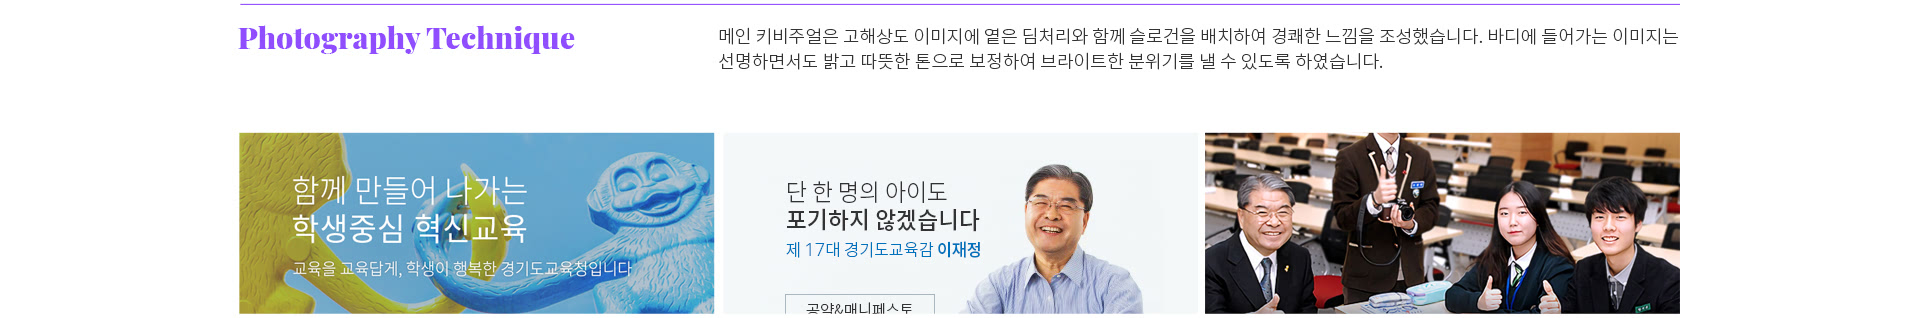 Photography Technique
메인 키비주얼은 고해상도 이미지에 옅은 딤처리와 함께 슬로건을 배치하여 경쾌한 느낌을 조성했습니다. 바디에 들어가는 이미지는
선명하면서도 밝고 따뜻한 톤으로 보정하여 브라이트한 분위기를 낼 수 있도록 하였습니다.
함께 만들어 나가는
학생중심 혁신교육
교육을 교육답게, 학생이 행복한 경기도교육청입니다
단 한 명의 아이도
포기하지 않겠습니다
제 17대 경기도교육감 이재정
공약&매니페스토